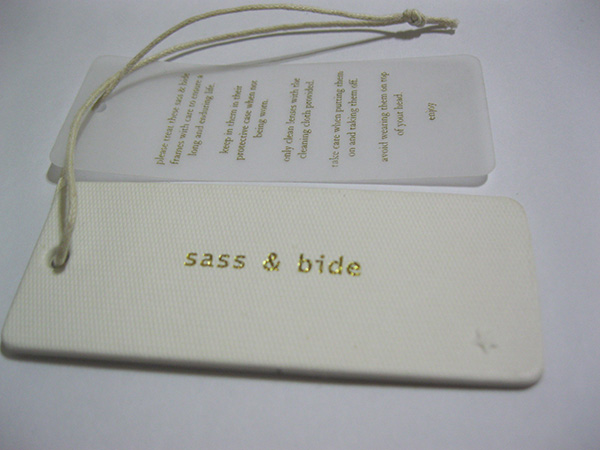 please treat these sass & bide
frames with care to ensure a
long and enduring life.
keep in them in their
protective case when not
being worn.
only clean lenses with the
cleaning cloth provided.
take care when putting them
on and taking them off.
avoid wearing them on top
of your head.
enjoy
sass & bide